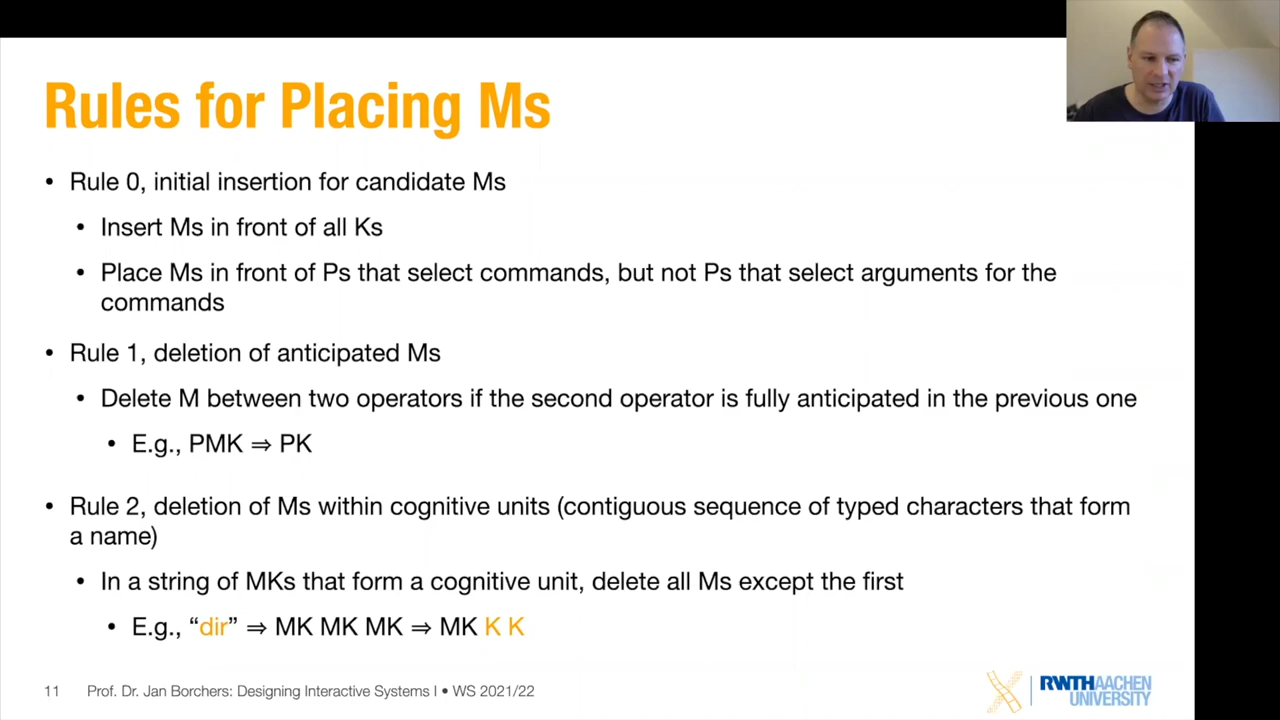 Rules for Placing Ms
• Rule 0, initial insertion for candidate Ms
• Insert Ms in front of all Ks
• Place Ms in front of Ps that select commands, but not Ps that select arguments for the
commands
• Rule 1, deletion of anticipated Ms
• Delete M between two operators if the second operator is fully anticipated in the previous one
• E.g., PMK ⇒ PK
• Rule 2, deletion of Ms within cognitive units (contiguous sequence of typed characters that form
a name)
• In a string of MKs that form a cognitive unit, delete all Ms except the first
• E.g., “dir” ⇒ MK MK MK ⇒ MK K K
11 Prof. Dr. Jan Borchers: Designing Interactive Systems I • WS 2021/22
RWTHAACHEN
UNIVERSITY